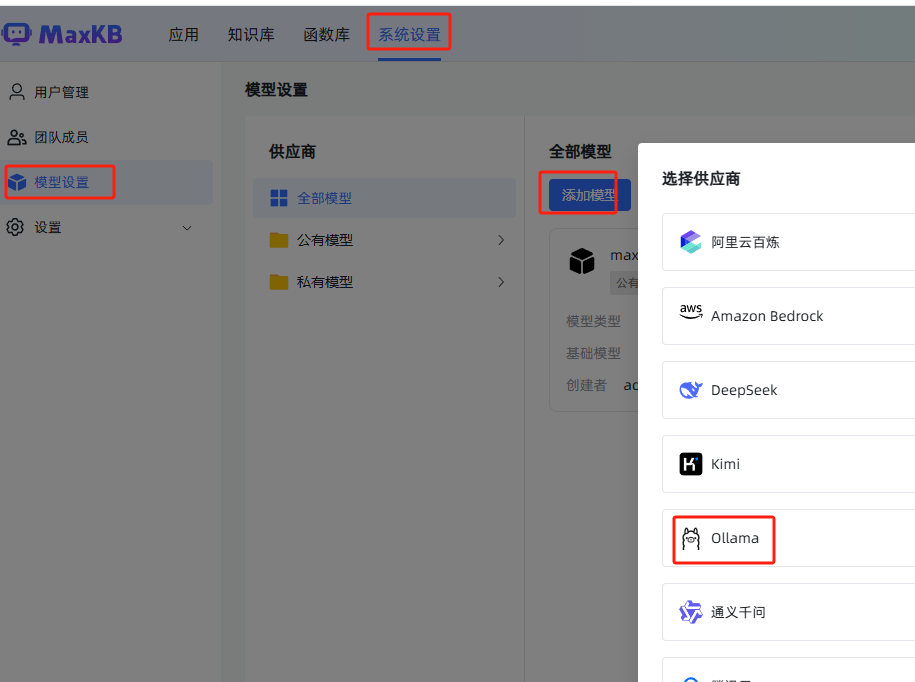 MaxKB 应用 知识库 函数库 系统设置
用户管理
团队成员
模型设置
设置
模型设置
供应商
全部模型
公有模型
私有模型
全部模型
添加模型
max
公有
模型类型
基础模型
创建者 ad
选择供应商
阿里云百炼
aws Amazon Bedrock
DeepSeek
Kimi
Ollama
通义千问